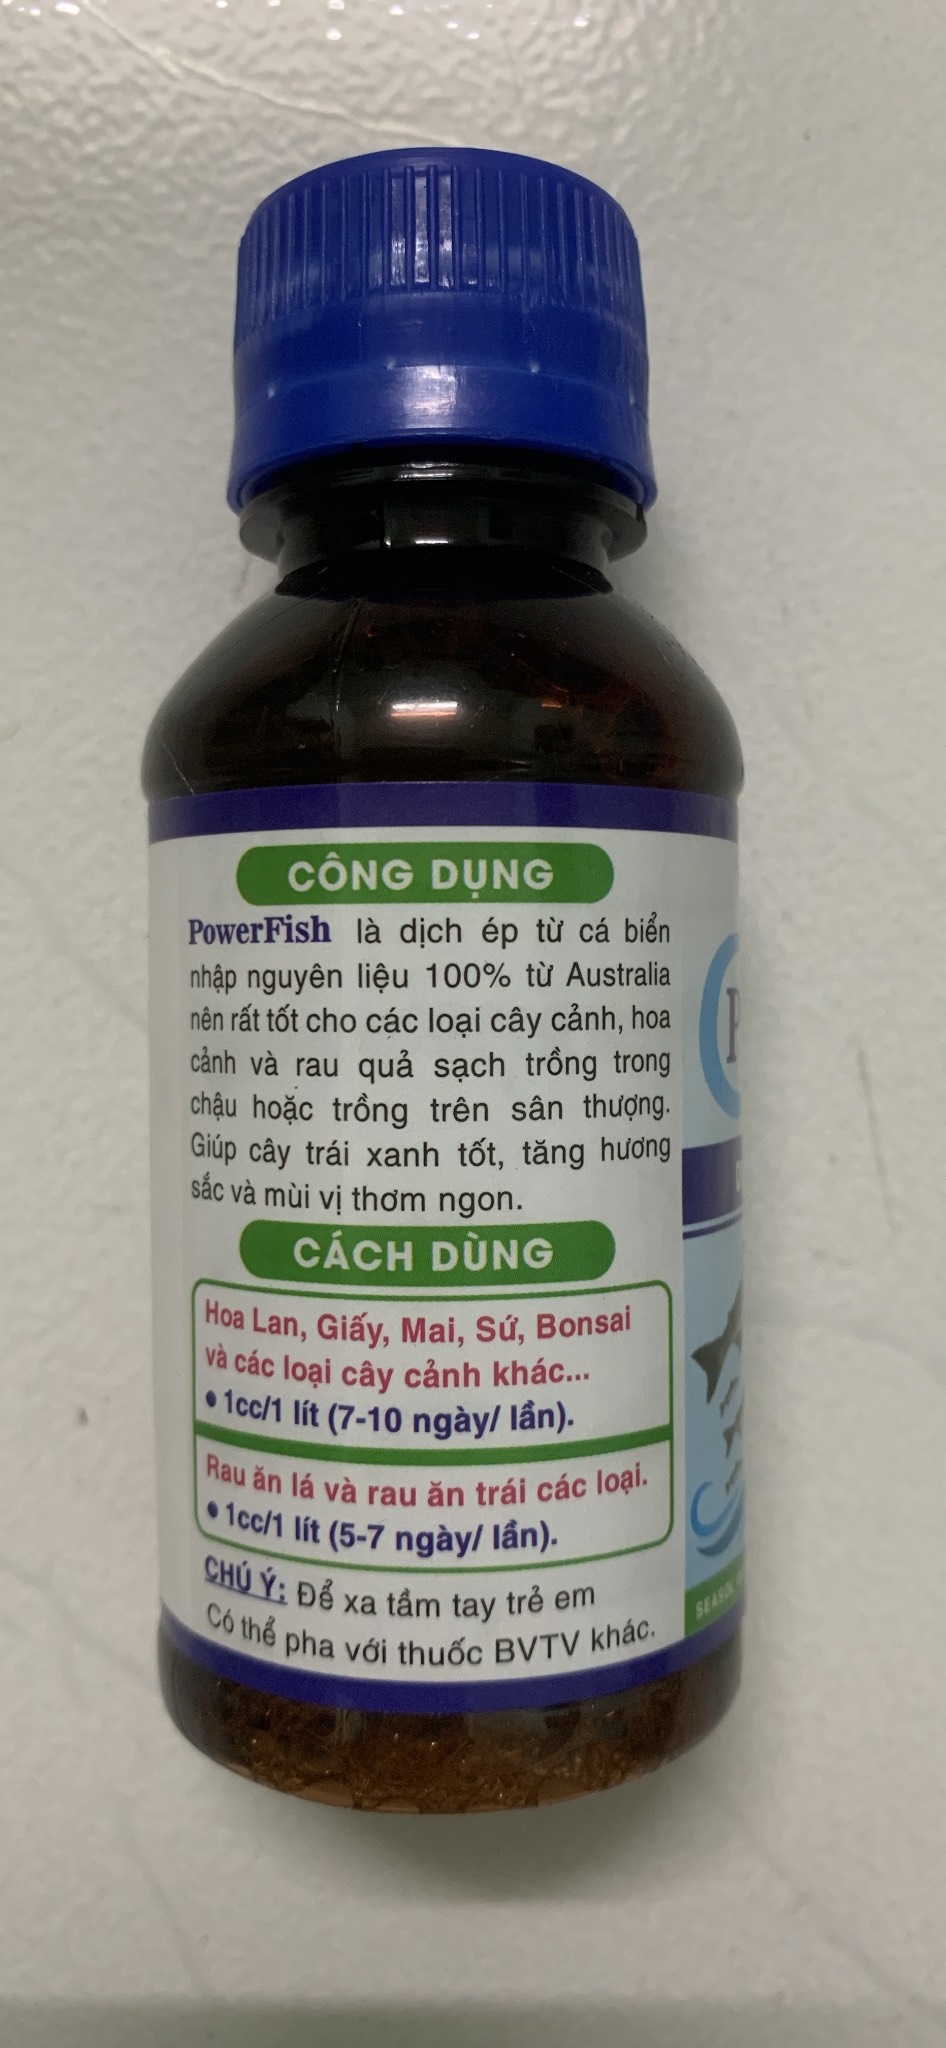 CÔNG DỤNG
PowerFish là dịch ép từ cá biển
nhập nguyên liệu 100% từ Australia
nên rất tốt cho các loại cây cảnh, hoa
cảnh và rau quả sạch trồng trong
chậu hoặc trồng trên sân thượng.
Giúp cây trái xanh tốt, tăng hương
sắc và mùi vị thơm ngon.
CÁCH DÙNG
Hoa Lan, Giấy, Mai, Sứ, Bonsai
và các loại cây cảnh khác...
• 1cc/1 lít (7-10 ngày/ lần).
Rau ăn lá và rau ăn trái các loại.
• 1cc/1 lít (5-7 ngày/ lần).
CHÚ Ý: Để xa tầm tay trẻ em
Có thể pha với thuốc BVTV khác.